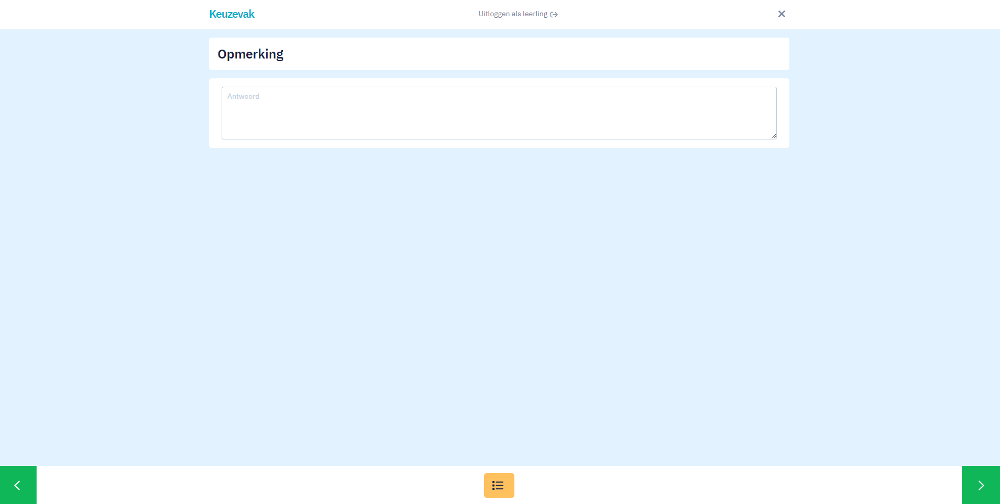 Keuzevak
Uitloggen als leerling
Opmerking
Antwoord